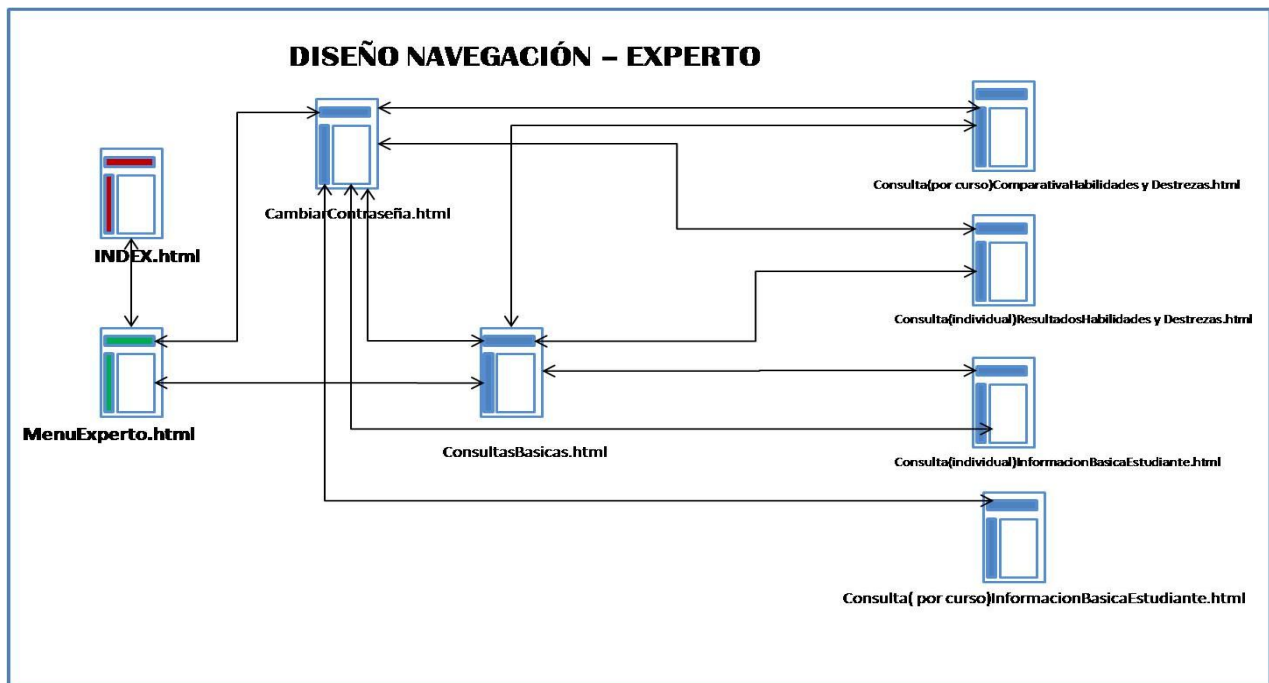 DISEÑO NAVEGACIÓN – EXPERTO
CambiarContraseña.html
Consulta(por curso)ComparativaHabilidades y Destrezas.html
INDEX.html
Consulta(individual)ResultadosHabilidades y Destrezas.html
MenuExperto.html
ConsultasBasicas.html
Consulta(individual)InformacionBasicaEstudiante.html
Consulta( por curso)InformacionBasicaEstudiante.html